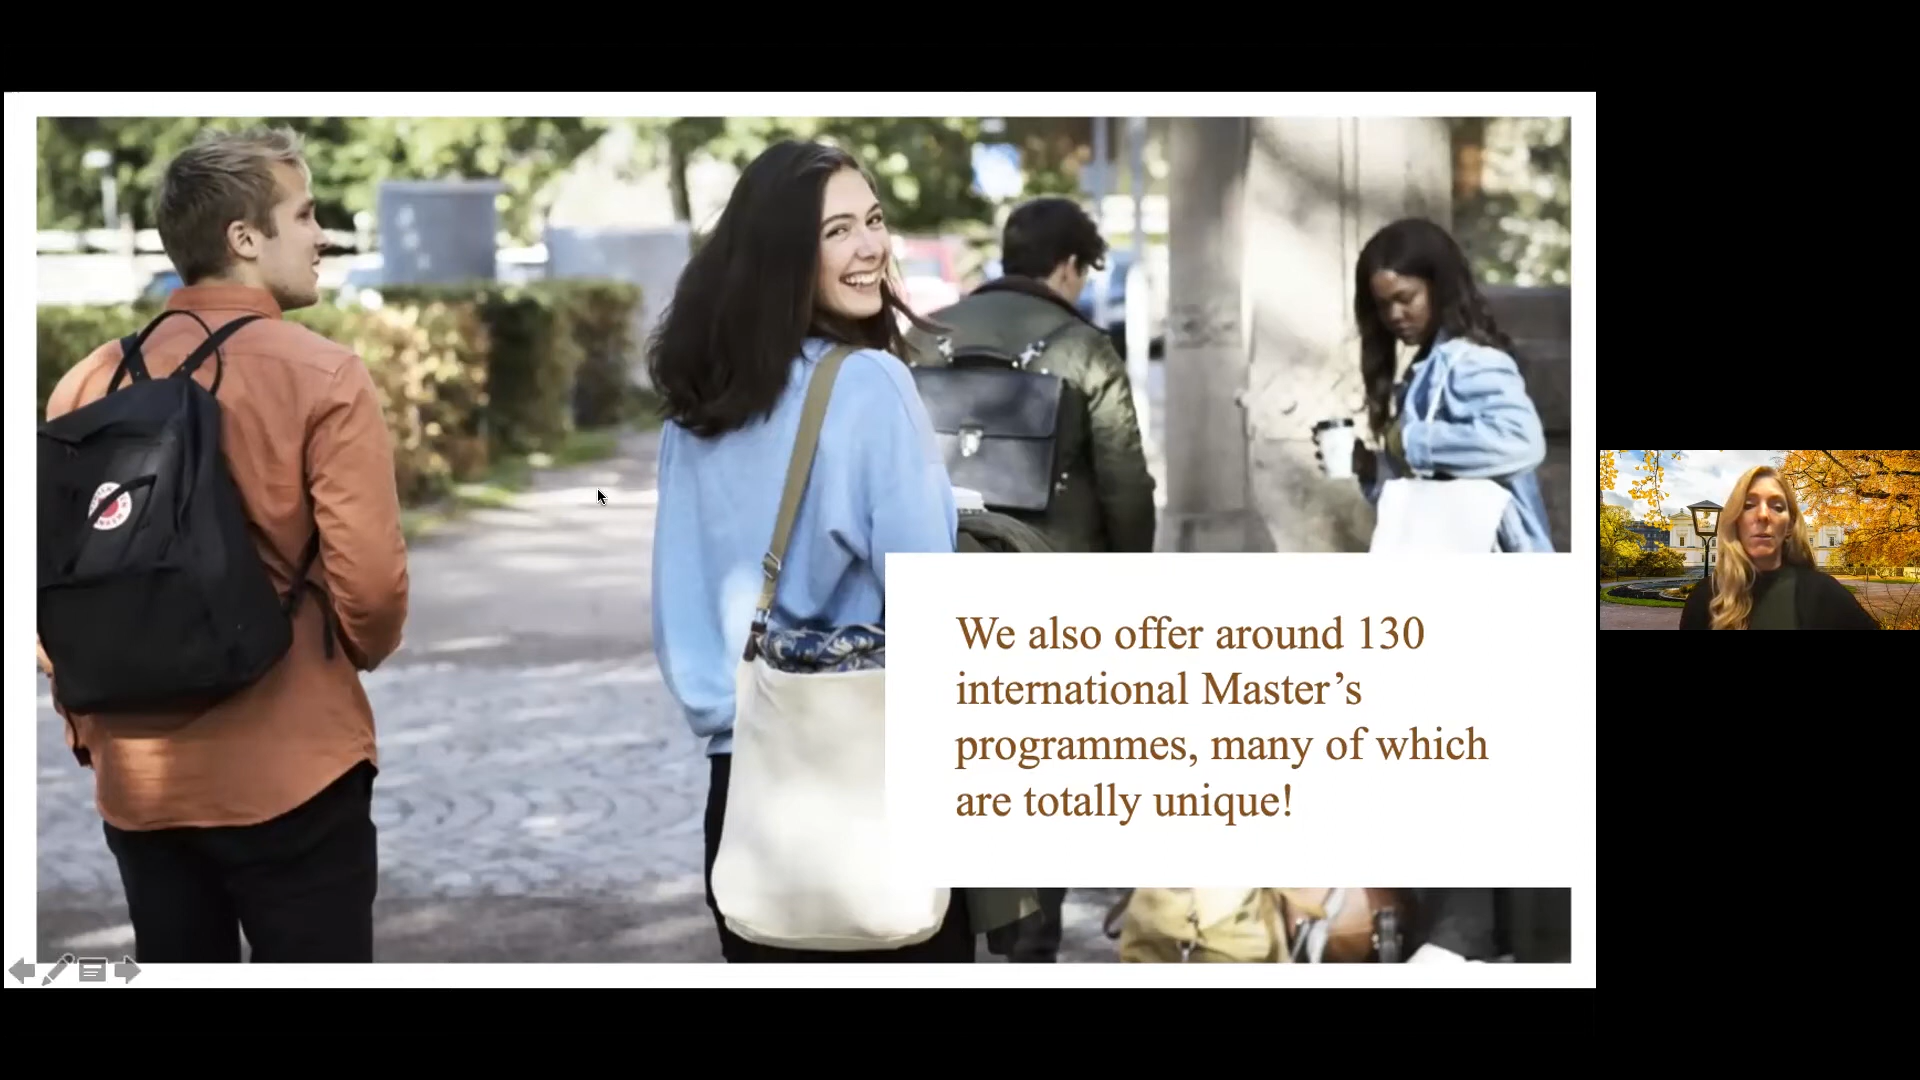 We also offer around 130
international Master’s
programmes, many of which
are totally unique!